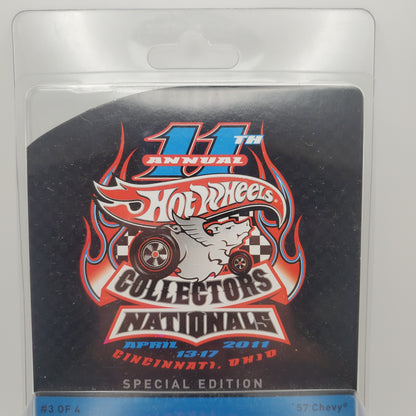 11TH
ANNUAL
HOT WHEELS®
COLLECTORS
NATIONALS
APRIL 13-17 2011
CINCINNATI, OHIO
SPECIAL EDITION
#3 OF 4 '57 Chevy®